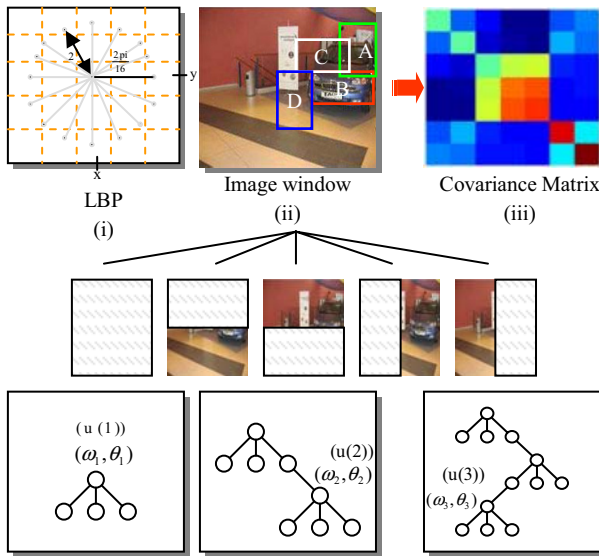 2
2pi
16
y
x
A
C
B
D
LBP
Image window
Covariance Matrix
(i)
(ii)
(iii)
(u(1))
(ω₁,θ₁)
(u(2))
(ω₂,θ₂)
(u(3))
(ω₃,θ₃)